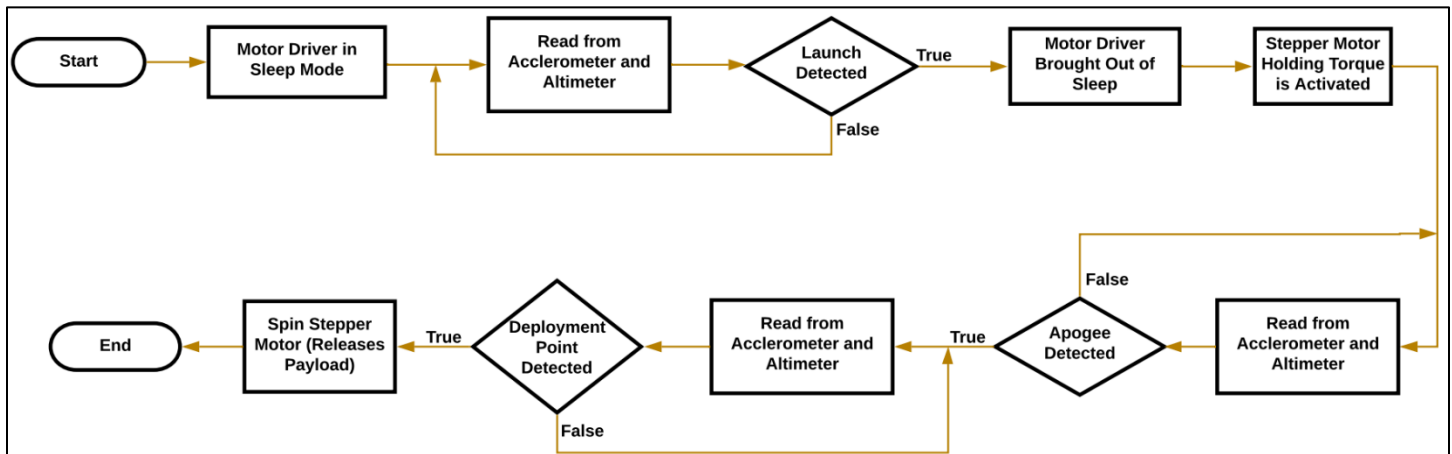 Start
Motor Driver in
Sleep Mode
Read from
Acclerometer and
Altimeter
Launch
Detected
True
False
Motor Driver
Brought Out of
Sleep
Stepper Motor
Holding Torque
is Activated
Read from
Acclerometer and
Altimeter
Apogee
Detected
False
True
Read from
Acclerometer and
Altimeter
Deployment
Point
Detected
False
True
Spin Stepper
Motor (Releases
Payload)
End